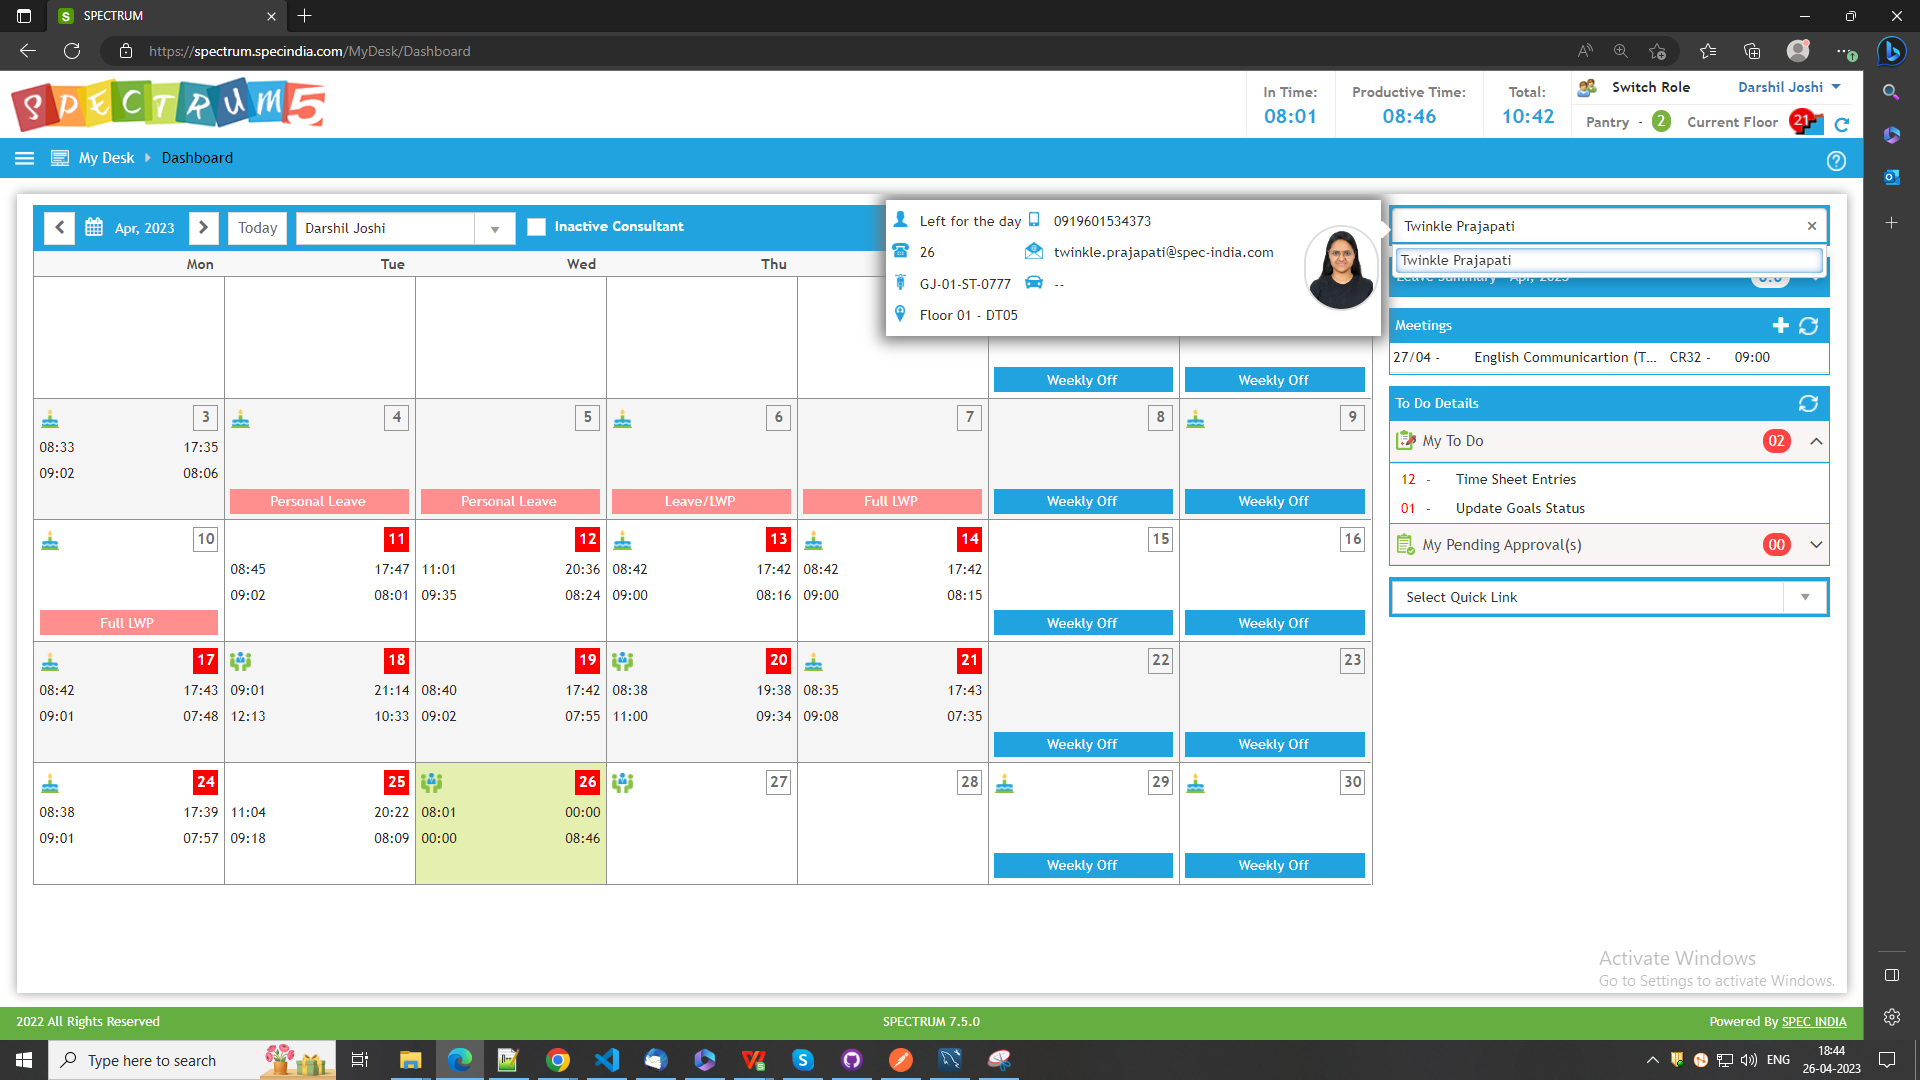 SPECTRUM
https://spectrum.specindia.com/MyDesk/Dashboard
SPECTRUM5
In Time:
08:01
Productive Time:
08:46
Total:
10:42
Switch Role
Darshil Joshi
Pantry - 2
Current Floor
21
My Desk
Dashboard
Apr, 2023
Today
Darshil Joshi
Inactive Consultant
Left for the day
0919601534373
26
twinkle.prajapati@spec-india.com
GJ-01-ST-0777
--
Floor 01 - DT05
Twinkle Prajapati
Twinkle Prajapati
Mon Tue Wed Thu
Weekly Off Weekly Off
3 4 5 6 7 8 9
08:33 17:35
09:02 08:06
Personal Leave Personal Leave Leave/LWP Full LWP Weekly Off Weekly Off
10 11 12 13 14 15 16
08:45 17:47 11:01 20:36 08:42 17:42 08:42 17:42
09:02 08:01 09:35 08:24 09:00 08:16 09:00 08:15
Full LWP Weekly Off Weekly Off
17 18 19 20 21 22 23
08:42 17:43 09:01 21:14 08:40 17:42 08:38 19:38 08:35 17:43
09:01 07:48 12:13 10:33 09:02 07:55 11:00 09:34 09:08 07:35
Weekly Off Weekly Off
24 25 26 27 28 29 30
08:38 17:39 11:04 20:22 08:01 00:00
09:01 07:57 09:18 08:09 00:00 08:46
Weekly Off Weekly Off
Meetings
27/04 - English Communicartion (T... CR32 - 09:00
To Do Details
My To Do 02
12 - Time Sheet Entries
01 - Update Goals Status
My Pending Approval(s) 00
Select Quick Link
Activate Windows
Go to Settings to activate Windows.
2022 All Rights Reserved
SPECTRUM 7.5.0
Powered By SPEC INDIA
Type here to search
ENG
18:44
26-04-2023